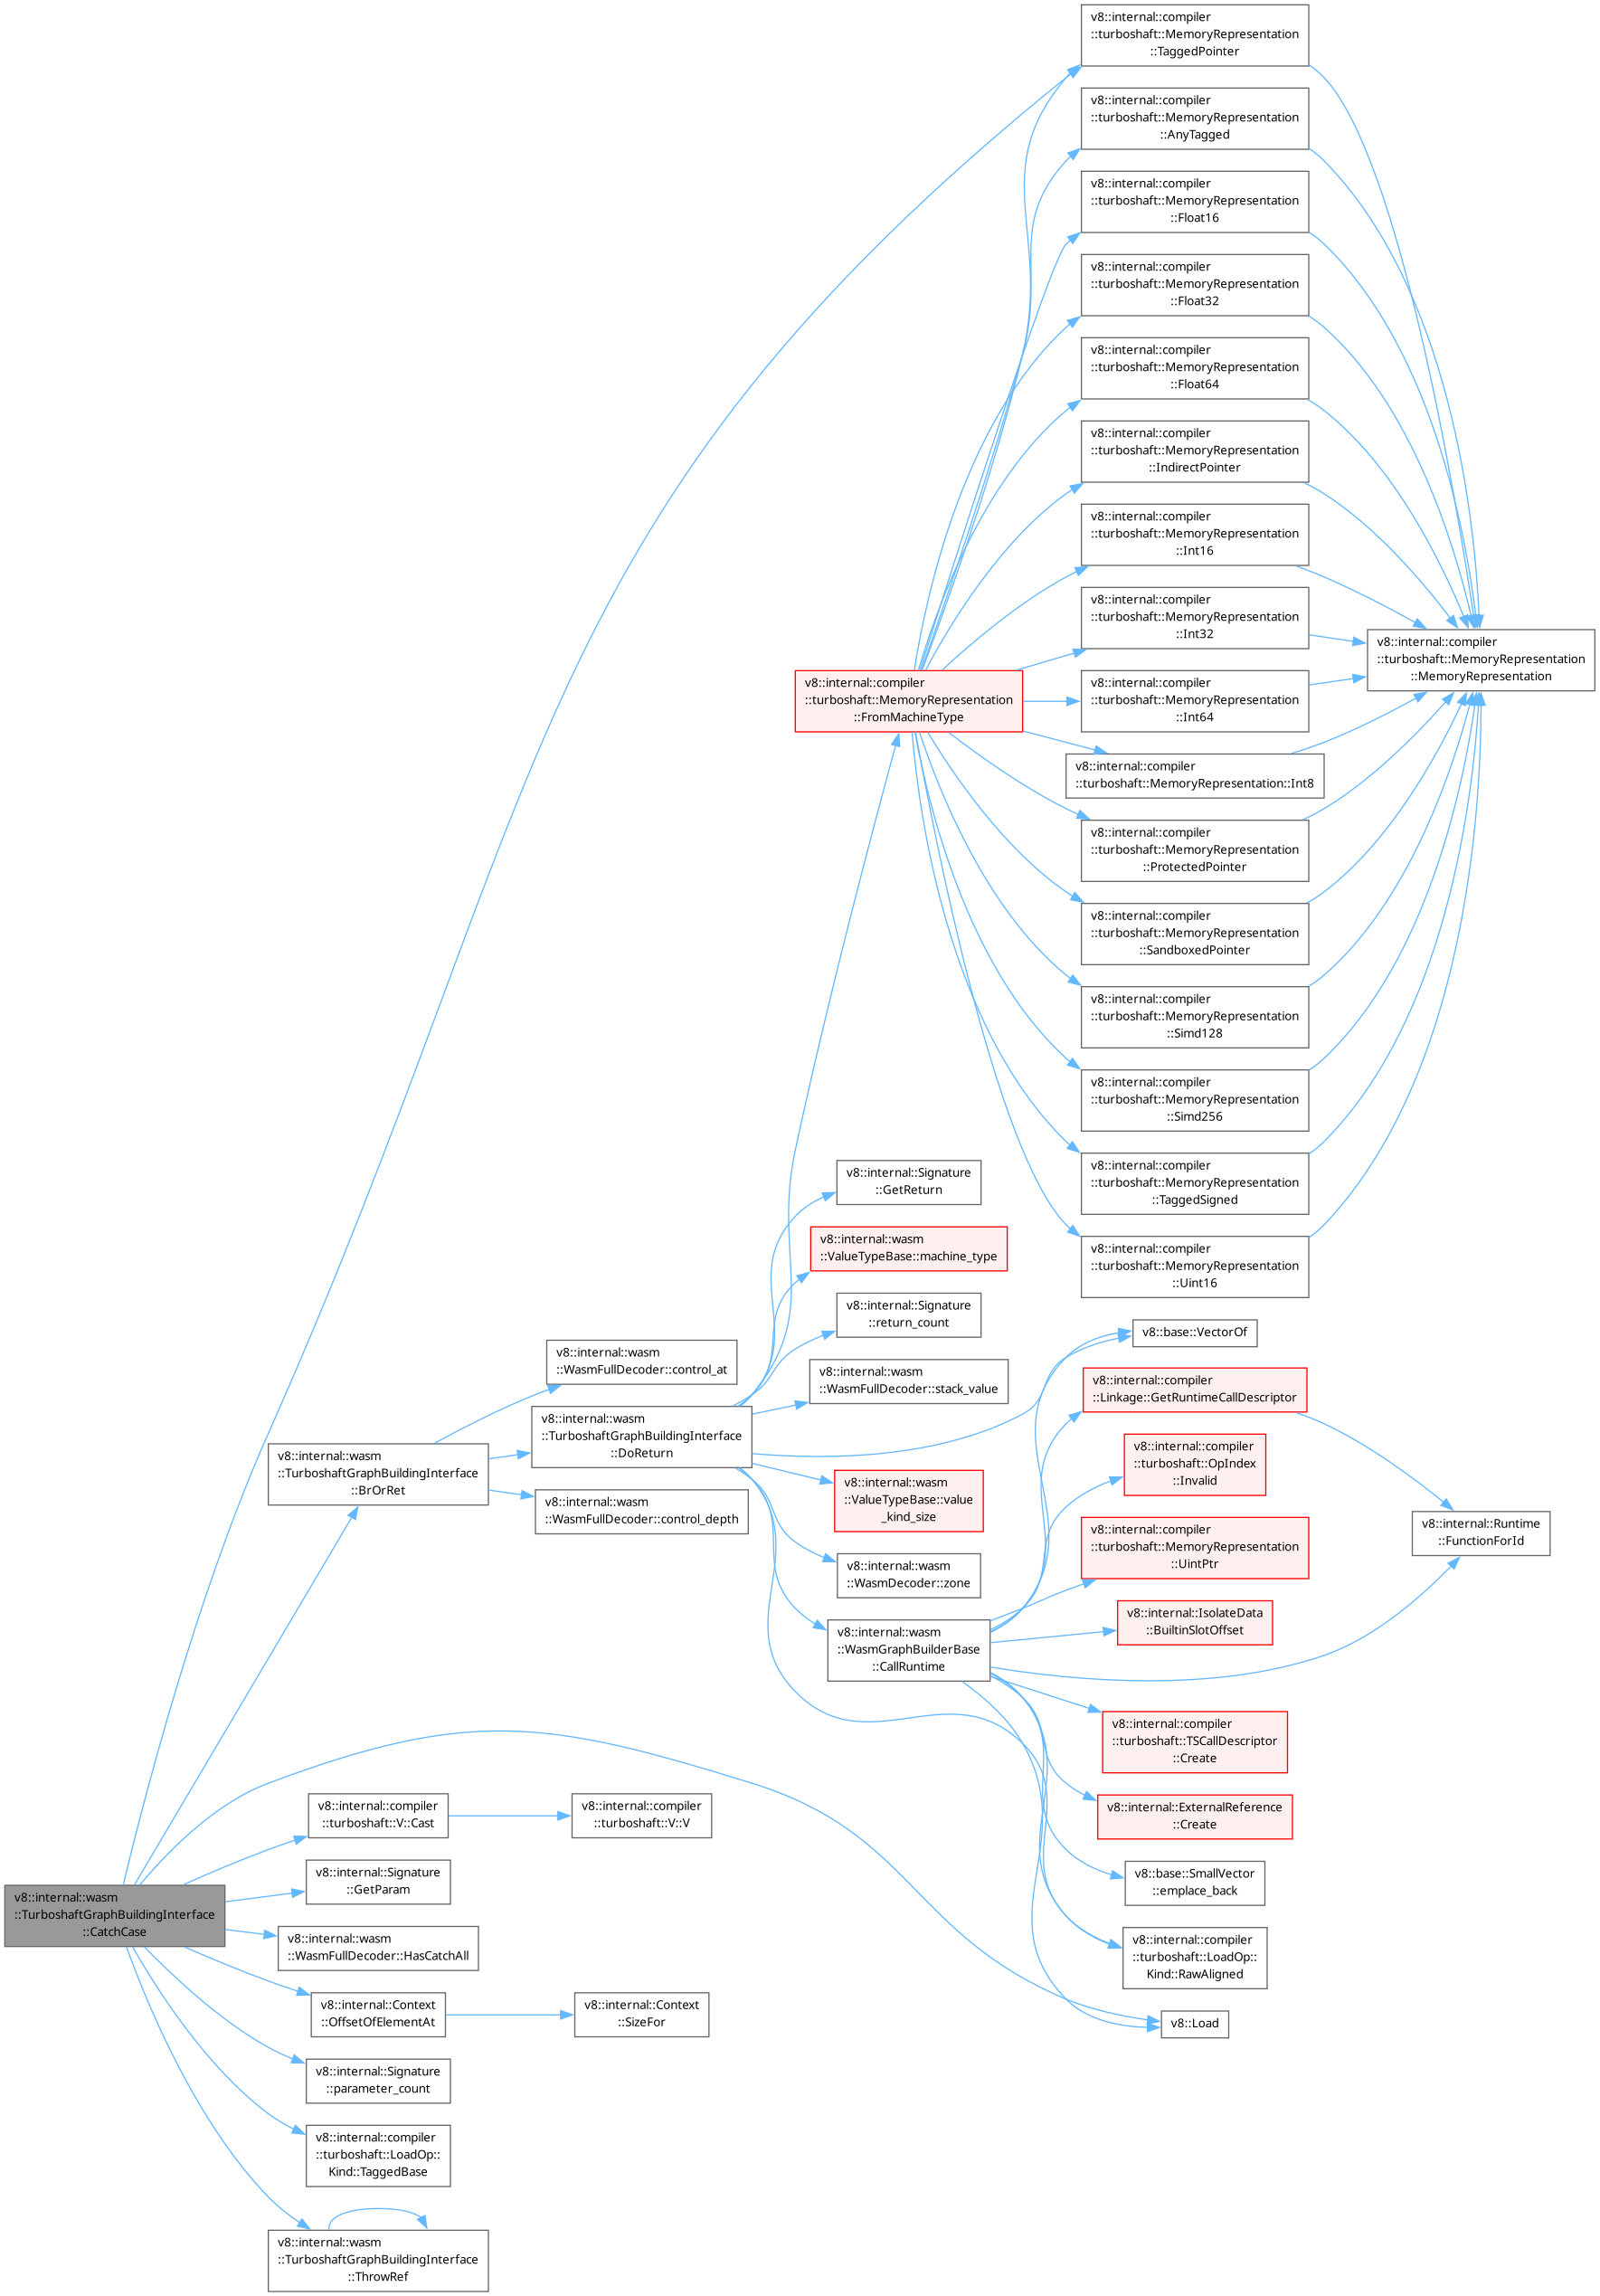 v8::internal::compiler
::turboshaft::MemoryRepresentation
::TaggedPointer
v8::internal::compiler
::turboshaft::MemoryRepresentation
::AnyTagged
v8::internal::compiler
::turboshaft::MemoryRepresentation
::Float16
v8::internal::compiler
::turboshaft::MemoryRepresentation
::Float32
v8::internal::compiler
::turboshaft::MemoryRepresentation
::Float64
v8::internal::compiler
::turboshaft::MemoryRepresentation
::IndirectPointer
v8::internal::compiler
::turboshaft::MemoryRepresentation
::Int16
v8::internal::compiler
::turboshaft::MemoryRepresentation
::Int32
v8::internal::compiler
::turboshaft::MemoryRepresentation
::MemoryRepresentation
v8::internal::compiler
::turboshaft::MemoryRepresentation
::FromMachineType
v8::internal::compiler
::turboshaft::MemoryRepresentation
::Int64
v8::internal::compiler
::turboshaft::MemoryRepresentation::Int8
v8::internal::compiler
::turboshaft::MemoryRepresentation
::ProtectedPointer
v8::internal::compiler
::turboshaft::MemoryRepresentation
::SandboxedPointer
v8::internal::compiler
::turboshaft::MemoryRepresentation
::Simd128
v8::internal::compiler
::turboshaft::MemoryRepresentation
::Simd256
v8::internal::compiler
::turboshaft::MemoryRepresentation
::TaggedSigned
v8::internal::Signature
::GetReturn
v8::internal::wasm
::ValueTypeBase::machine_type
v8::internal::compiler
::turboshaft::MemoryRepresentation
::Uint16
v8::internal::Signature
::return_count
v8::base::VectorOf
v8::internal::wasm
::WasmFullDecoder::control_at
v8::internal::wasm
::WasmFullDecoder::stack_value
v8::internal::compiler
::Linkage::GetRuntimeCallDescriptor
v8::internal::wasm
::TurboshaftGraphBuildingInterface
::DoReturn
v8::internal::wasm
::TurboshaftGraphBuildingInterface
::BrOrRet
v8::internal::compiler
::turboshaft::OpIndex
::Invalid
v8::internal::wasm
::WasmFullDecoder::control_depth
v8::internal::wasm
::ValueTypeBase::value
_kind_size
v8::internal::Runtime
::FunctionForId
v8::internal::compiler
::turboshaft::MemoryRepresentation
::UintPtr
v8::internal::wasm
::WasmDecoder::zone
v8::internal::IsolateData
::BuiltinSlotOffset
v8::internal::wasm
::WasmGraphBuilderBase
::CallRuntime
v8::internal::compiler
::turboshaft::TSCallDescriptor
::Create
v8::internal::compiler
::turboshaft::V::Cast
v8::internal::compiler
::turboshaft::V::V
v8::internal::ExternalReference
::Create
v8::internal::Signature
::GetParam
v8::base::SmallVector
::emplace_back
v8::internal::wasm
::TurboshaftGraphBuildingInterface
::CatchCase
v8::internal::wasm
::WasmFullDecoder::HasCatchAll
v8::internal::compiler
::turboshaft::LoadOp::
Kind::RawAligned
v8::internal::Context
::OffsetOfElementAt
v8::internal::Context
::SizeFor
v8::Load
v8::internal::Signature
::parameter_count
v8::internal::compiler
::turboshaft::LoadOp::
Kind::TaggedBase
v8::internal::wasm
::TurboshaftGraphBuildingInterface
::ThrowRef